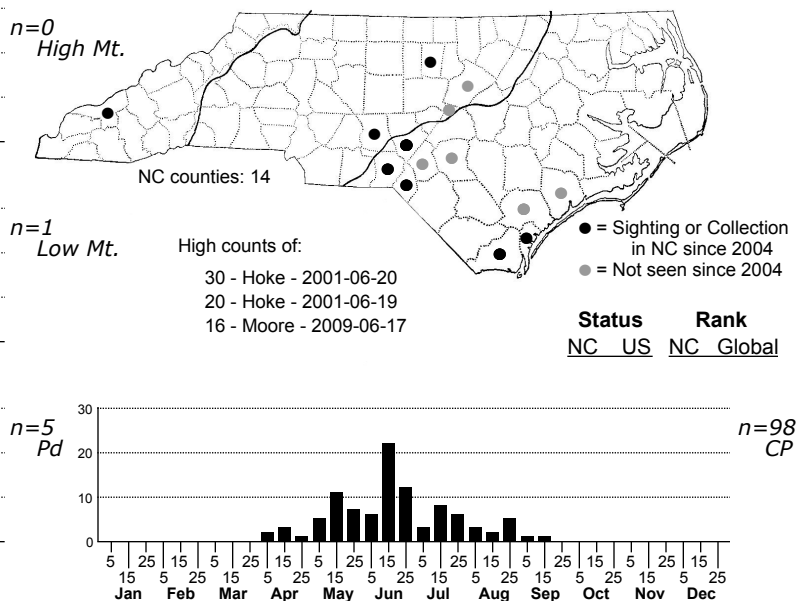 n=0
High Mt.
NC counties: 14
n=1
Low Mt.
High counts of:
30 - Hoke - 2001-06-20
20 - Hoke - 2001-06-19
16 - Moore - 2009-06-17
= Sighting or Collection
in NC since 2004
= Not seen since 2004
Status Rank
NC US NC Global
n=5
Pd
n=98
CP
30
20
10
0
5 25 15 5 25 15 5 25 15 5 25 15 5 25 15 5 25 15
15 5 25 15 5 25 15 5 25 15 5 25 15 5 25 15 5 25
Jan Feb Mar Apr May Jun Jul Aug Sep Oct Nov Dec